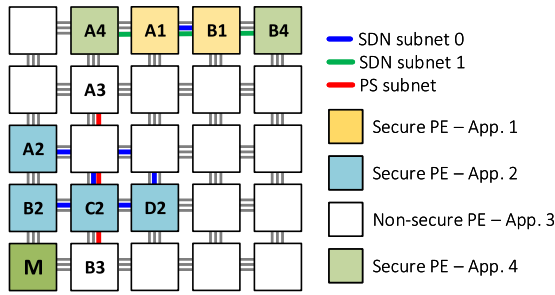 A4 A1 B1 B4
A3
A2
B2 C2 D2
M B3
SDN subnet 0
SDN subnet 1
PS subnet
Secure PE – App. 1
Secure PE – App. 2
Non-secure PE – App. 3
Secure PE – App. 4